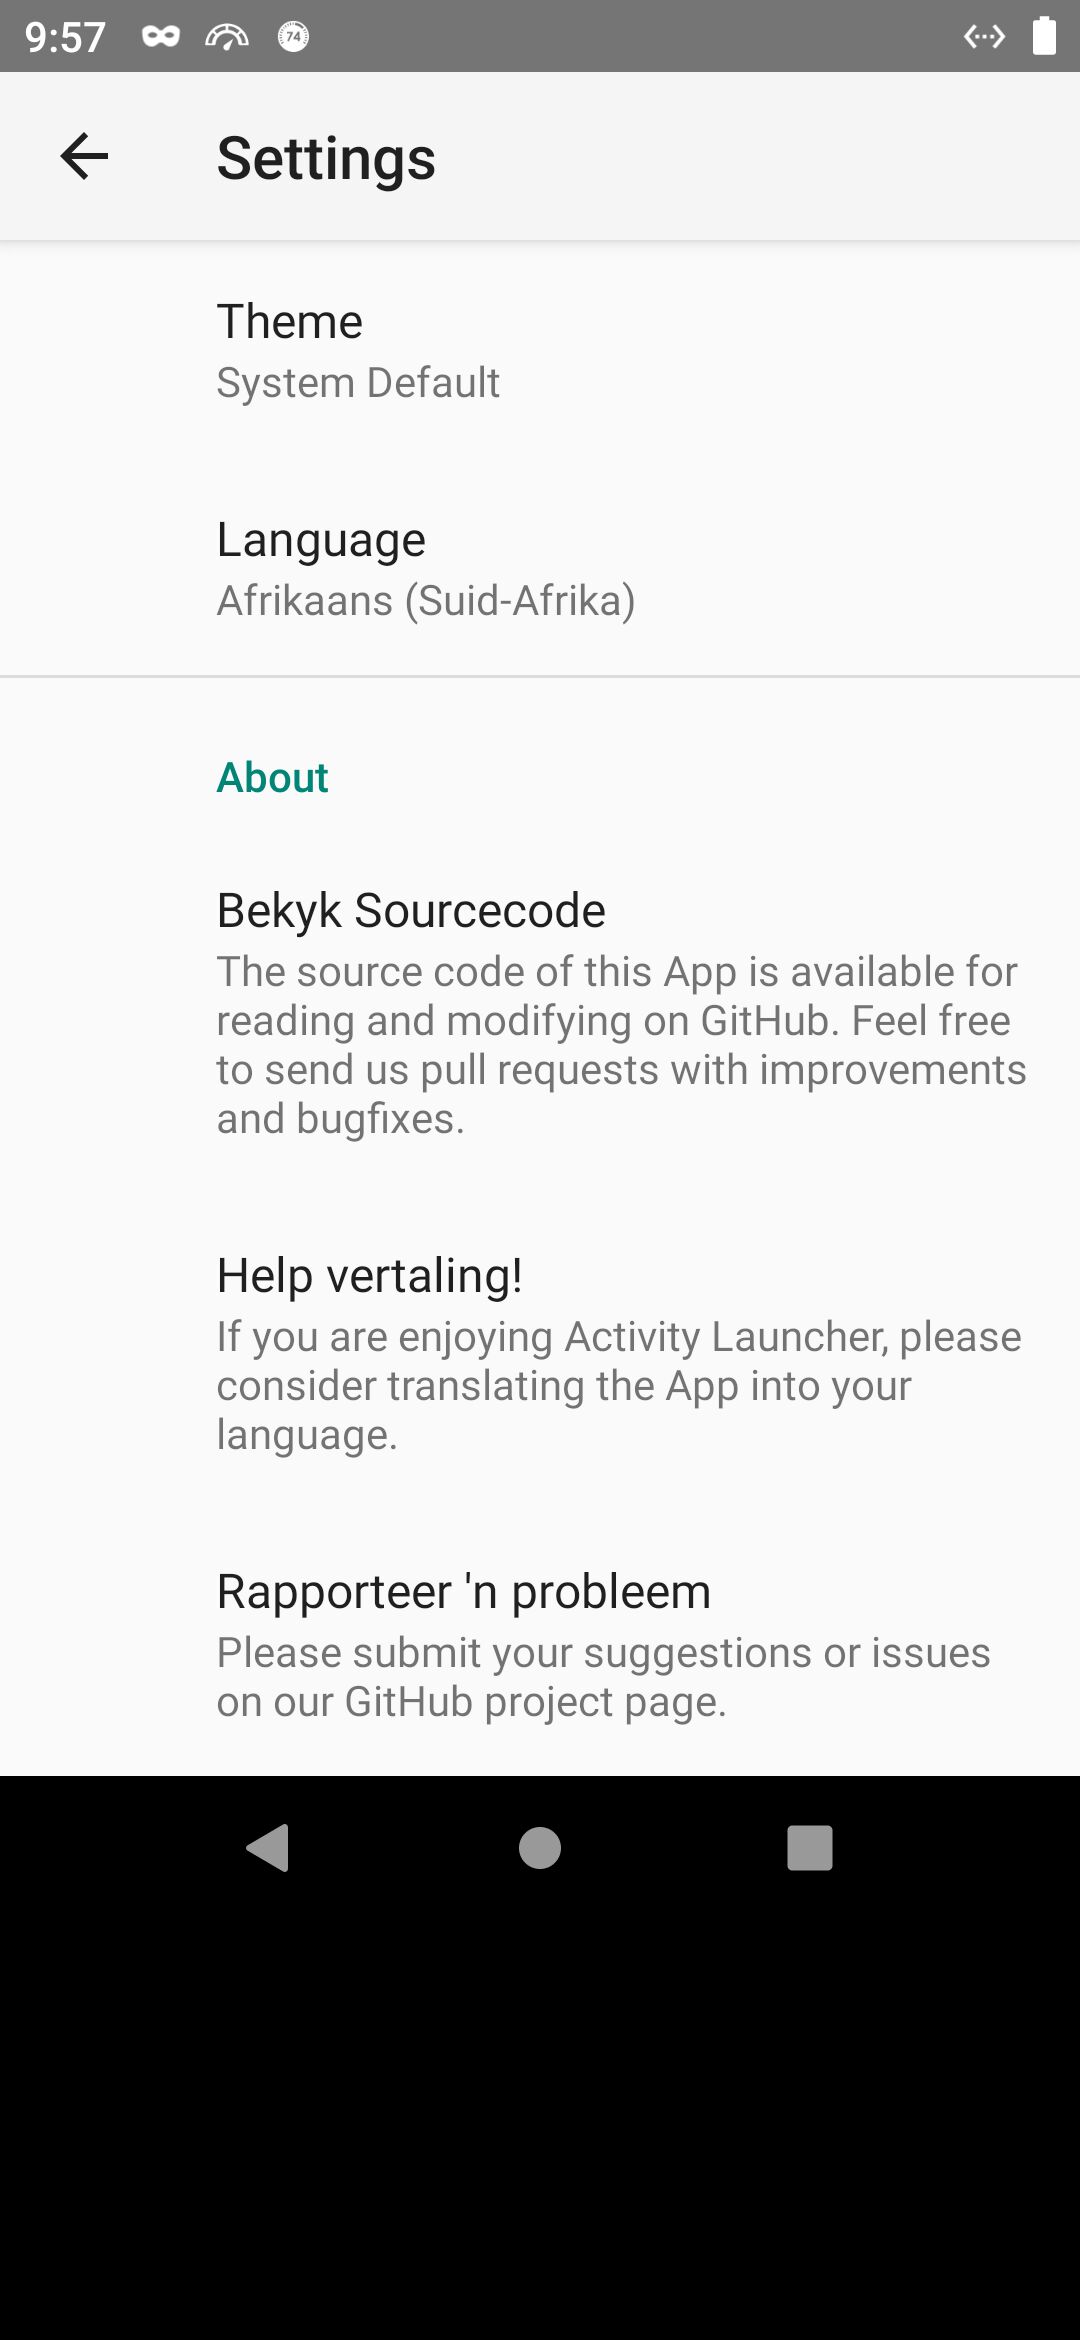 9:57
74
Settings
Theme
System Default
Language
Afrikaans (Suid-Afrika)
About
Bekyk Sourcecode
The source code of this App is available for
reading and modifying on GitHub. Feel free
to send us pull requests with improvements
and bugfixes.
Help vertaling!
If you are enjoying Activity Launcher, please
consider translating the App into your
language.
Rapporteer 'n probleem
Please submit your suggestions or issues
on our GitHub project page.